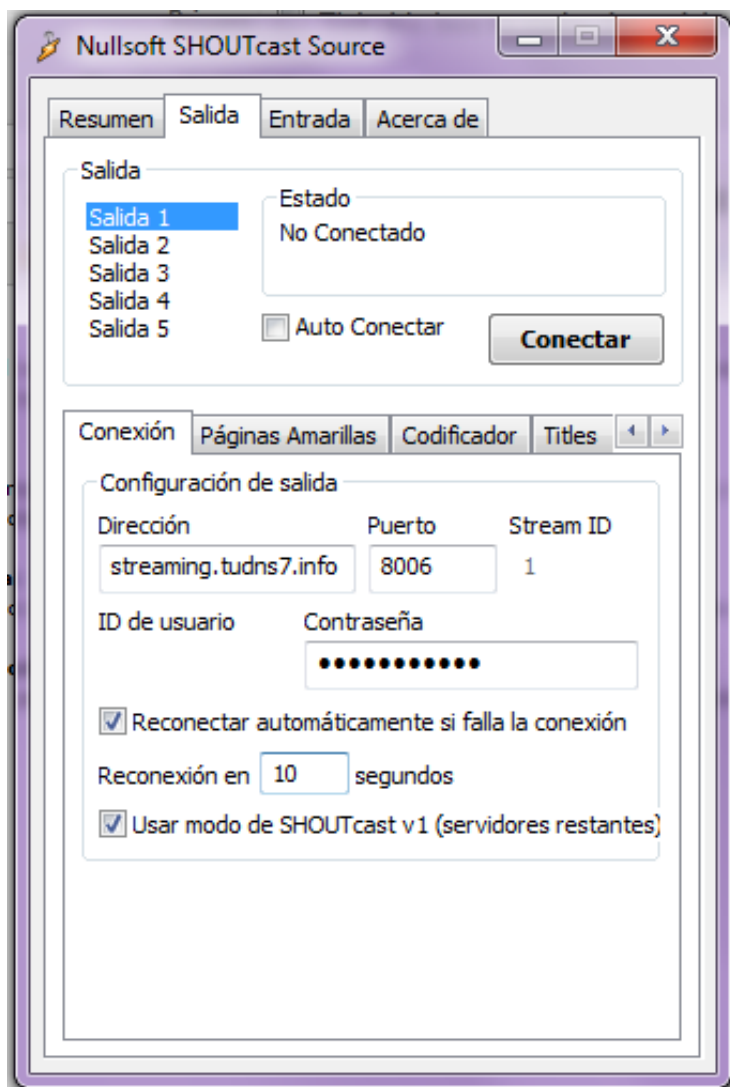 Nullsoft SHOUTcast Source
Resumen Salida Entrada Acerca de
Salida
Salida 1
Salida 2
Salida 3
Salida 4
Salida 5
Estado
No Conectado
Auto Conectar
Conectar
Conexión Páginas Amarillas Codificador Titles
Configuración de salida
Dirección Puerto Stream ID
streaming.tudns7.info 8006 1
ID de usuario Contraseña
•••••••••••
Reconectar automáticamente si falla la conexión
Reconexión en 10 segundos
Usar modo de SHOUTcast v1 (servidores restantes)